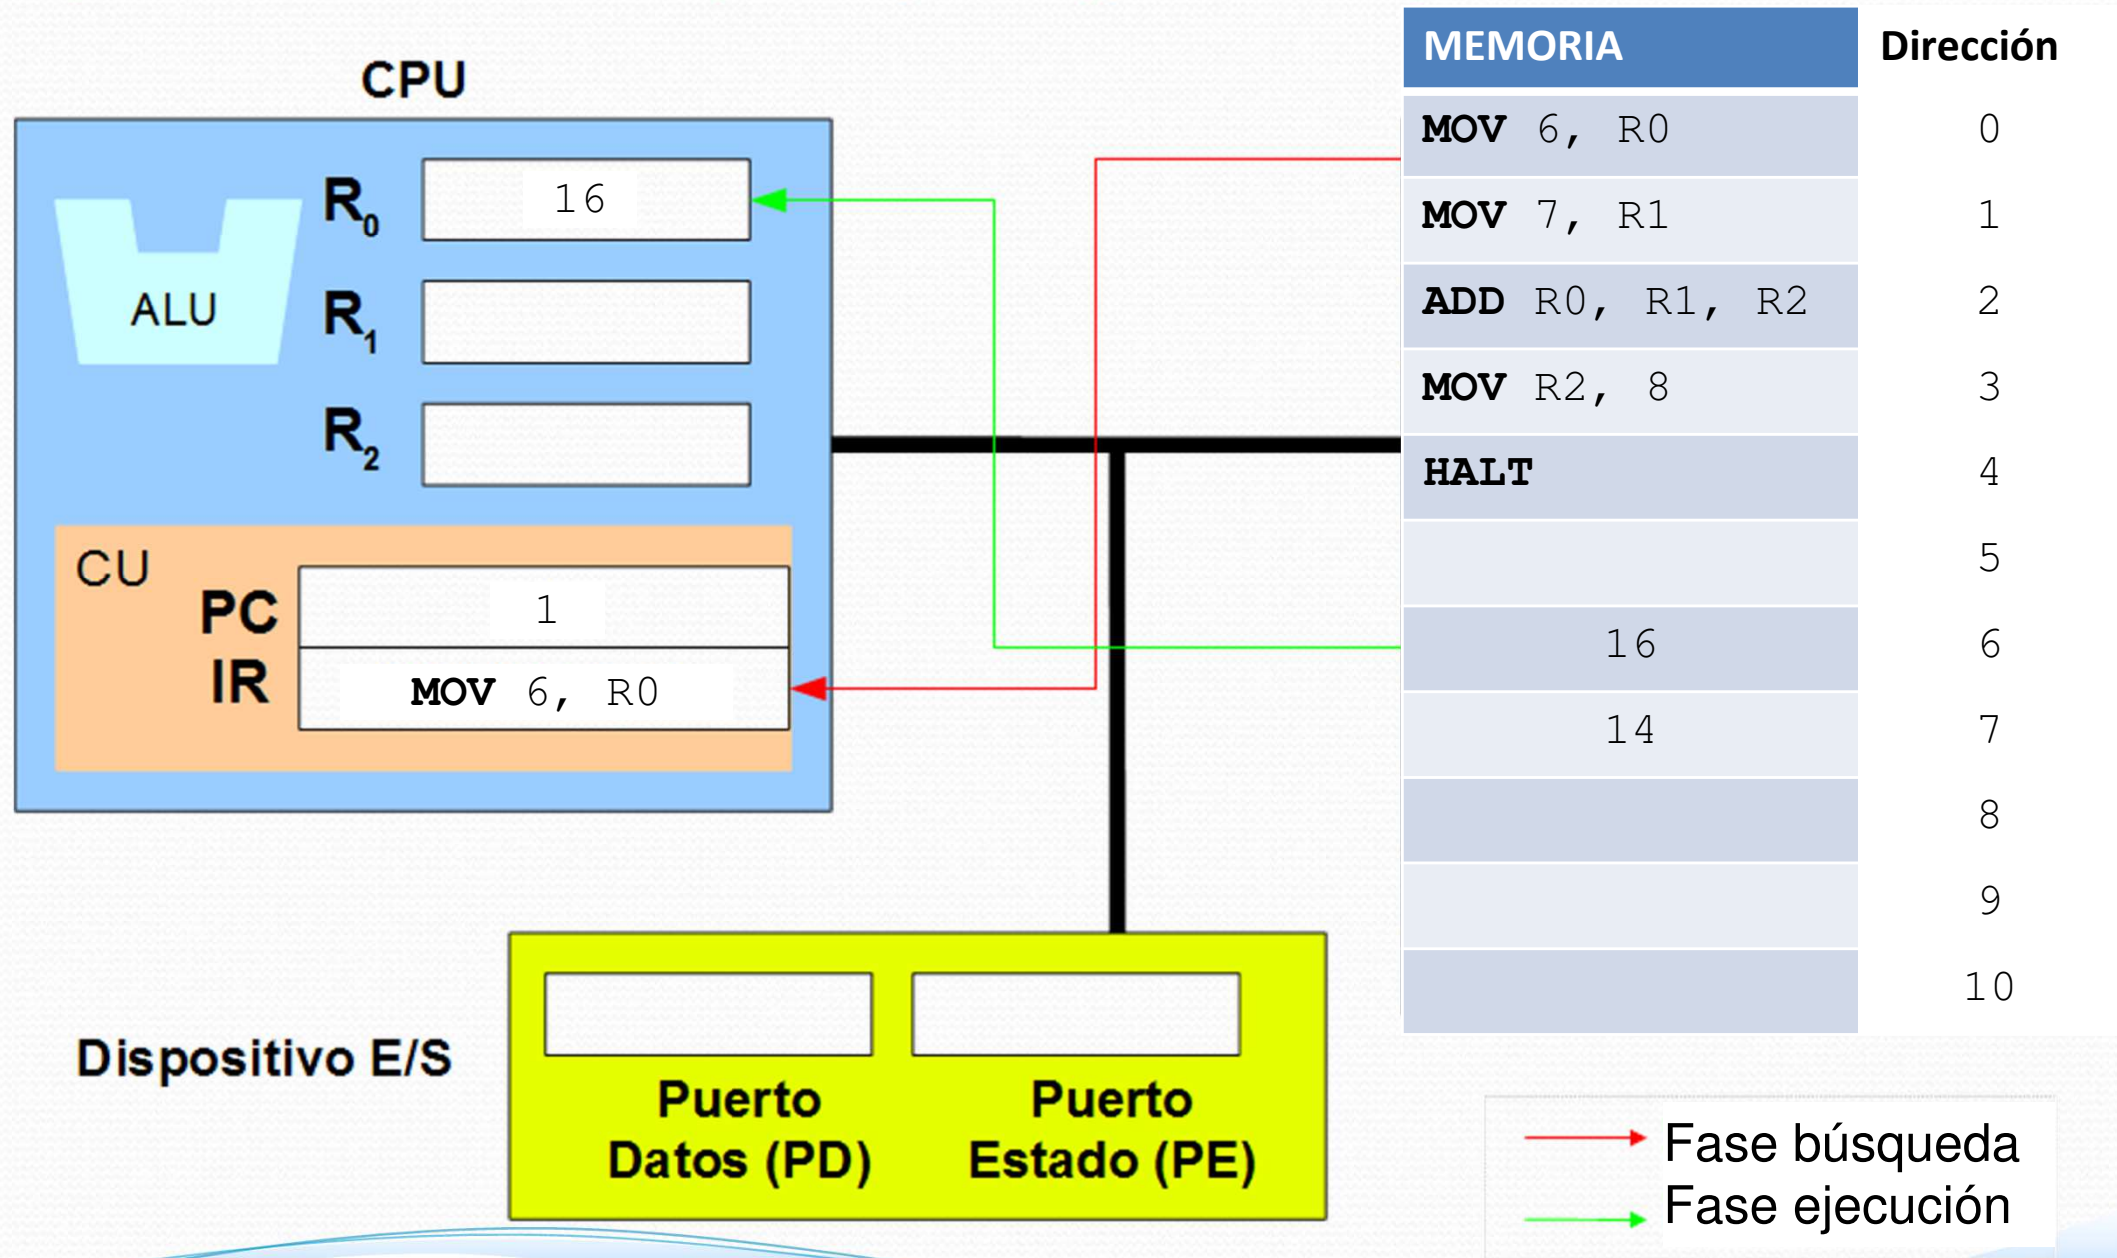 CPU
R0 16
ALU
R1
R2
CU
PC 1
IR MOV 6, R0
MEMORIA Dirección
MOV 6, R0 0
MOV 7, R1 1
ADD R0, R1, R2 2
MOV R2, 8 3
HALT 4
5
16 6
14 7
8
9
10
Dispositivo E/S
Puerto
Datos (PD)
Puerto
Estado (PE)
Fase búsqueda
Fase ejecución